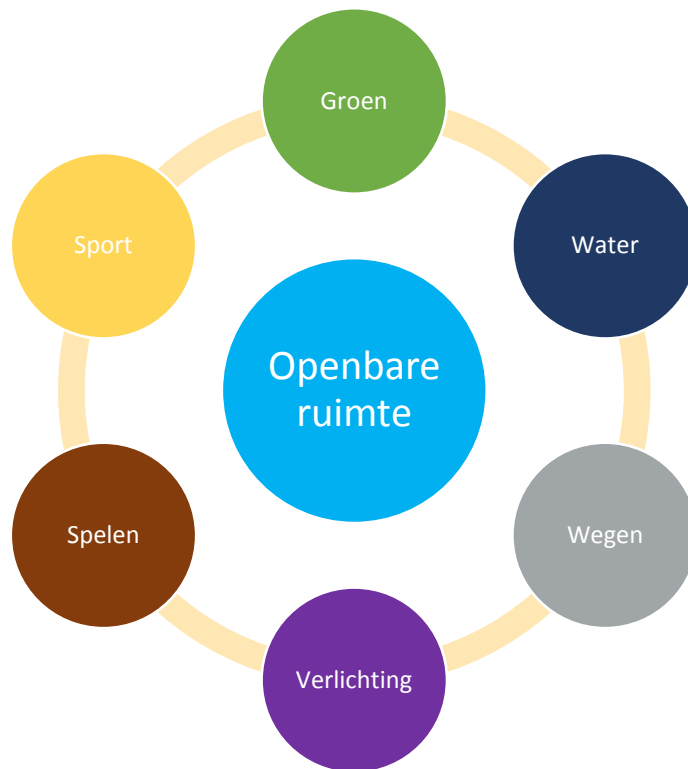 Groen
Sport
Water
Openbare
ruimte
Spelen
Wegen
Verlichting